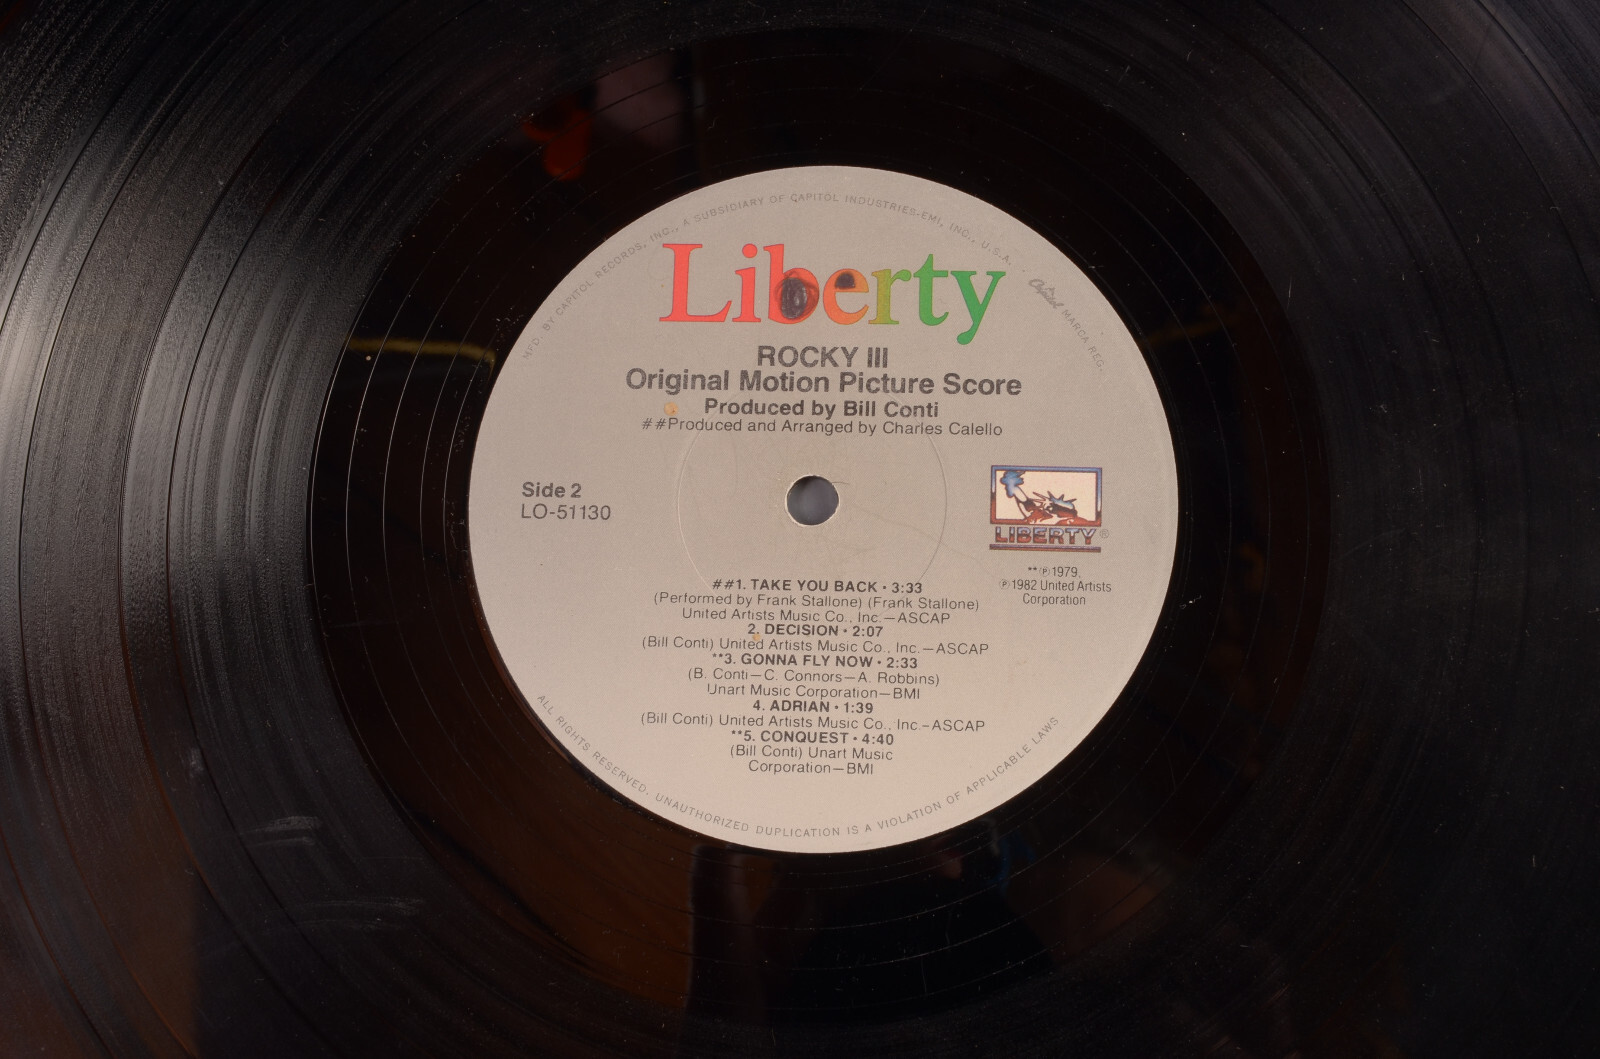 MFD. BY CAPITOL RECORDS, INC., A SUBSIDIARY OF CAPITOL INDUSTRIES-EMI, INC., U.S.A. · Capitol MARCA REG.
Liberty
ROCKY III
Original Motion Picture Score
Produced by Bill Conti
##Produced and Arranged by Charles Calello
Side 2
LO-51130
LIBERTY®
**℗1979,
℗1982 United Artists
Corporation
##1. TAKE YOU BACK • 3:33
(Performed by Frank Stallone) (Frank Stallone)
United Artists Music Co., Inc.—ASCAP
2. DECISION • 2:07
(Bill Conti) United Artists Music Co., Inc.—ASCAP
**3. GONNA FLY NOW • 2:33
(B. Conti—C. Connors—A. Robbins)
Unart Music Corporation—BMI
4. ADRIAN • 1:39
(Bill Conti) United Artists Music Co., Inc.-ASCAP
**5. CONQUEST • 4:40
(Bill Conti) Unart Music
Corporation—BMI
ALL RIGHTS RESERVED. UNAUTHORIZED DUPLICATION IS A VIOLATION OF APPLICABLE LAWS